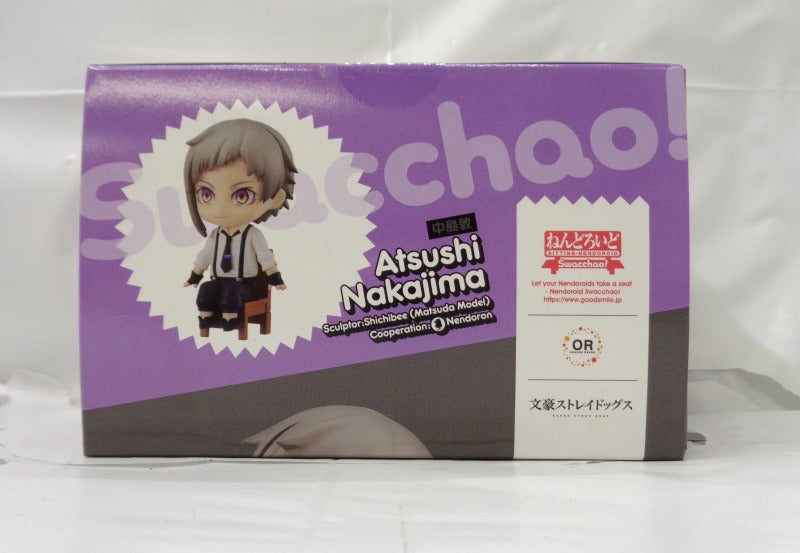 Swacchao!
中島敦
Atsushi
Nakajima
Sculptor:Shichibee (Matsuda Model)
Cooperation: Nendoron
ねんどろいど
SITTING-NENDOROID
Swacchao!
Let your Nendoroids take a seat
- Nendoroid Swacchao!
https://www.goodsmile.jp
OR
ORANGE ROUGE
文豪ストレイドッグス
BUNGO STRAY DOGS